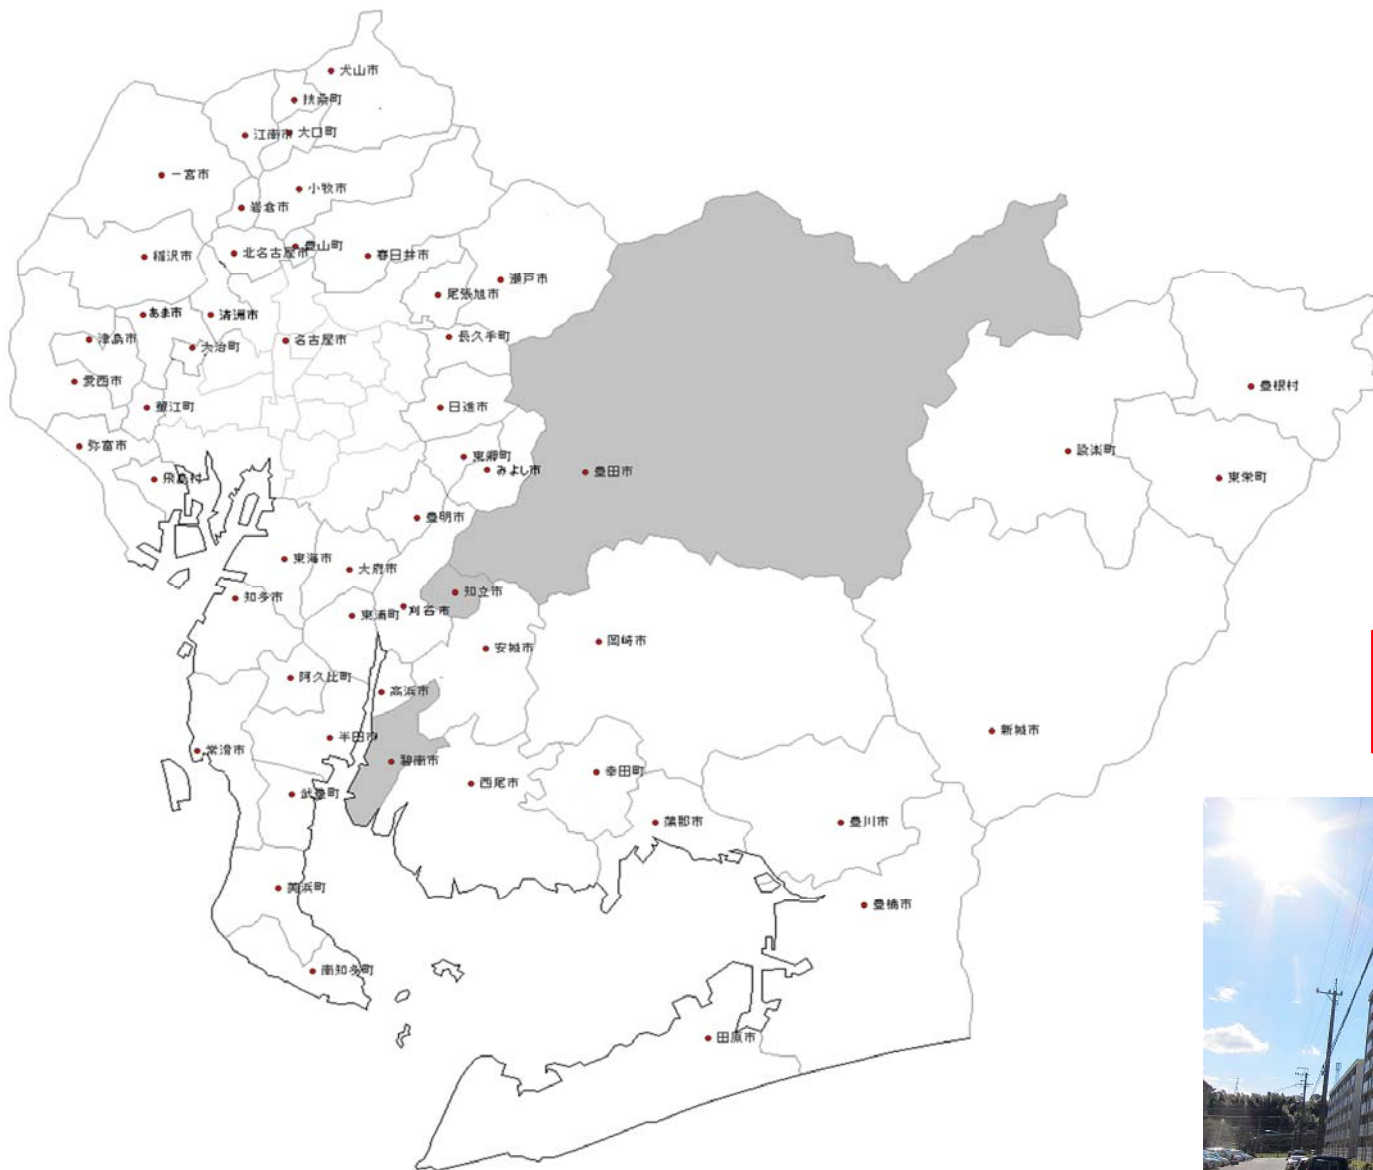 犬山市
扶桑町
江南市
大口町
一宮市
小牧市
岩倉市
北名古屋市
豊山町
春日井市
稲沢市
瀬戸市
尾張旭市
あま市
清洲市
津島市
大治町
名古屋市
長久手町
愛西市
蟹江町
日進市
豊根村
弥富市
飛島村
東郷町
みよし市
豊田市
設楽町
東栄町
豊明市
東海市
大府市
知多市
知立市
東浦町
刈谷市
安城市
岡崎市
阿久比町
高浜市
半田市
常滑市
碧南市
新城市
西尾市
幸田町
武豊町
蒲郡市
豊川市
美浜町
豊橋市
南知多町
田原市